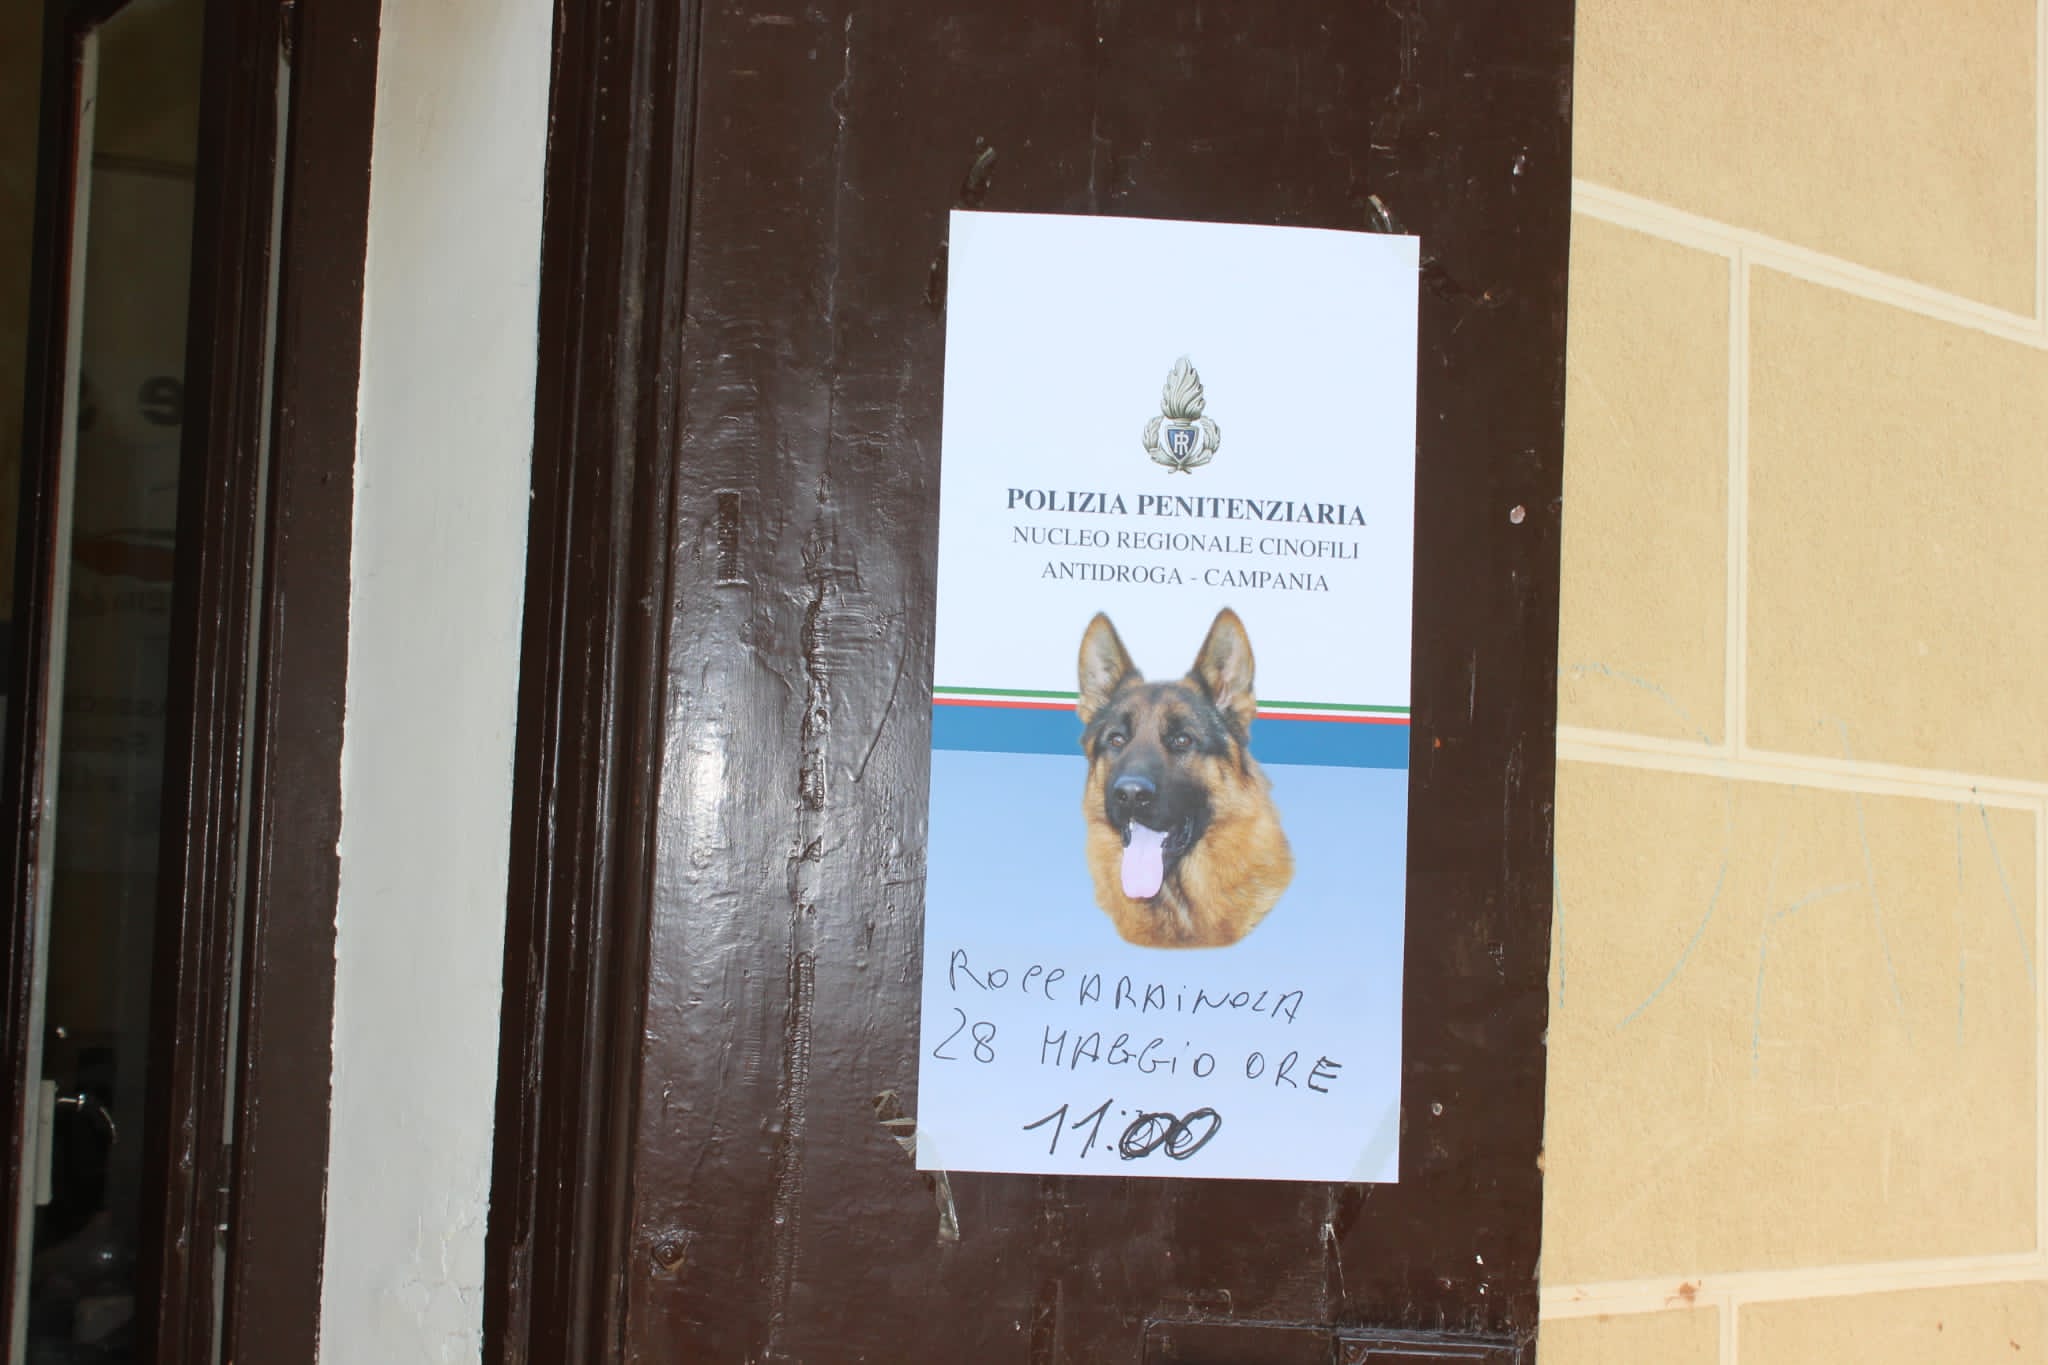 POLIZIA PENITENZIARIA
NUCLEO REGIONALE CINOFILI
ANTIDROGA - CAMPANIA
ROCCARAINOLA
28 MAGGIO ORE
11:00